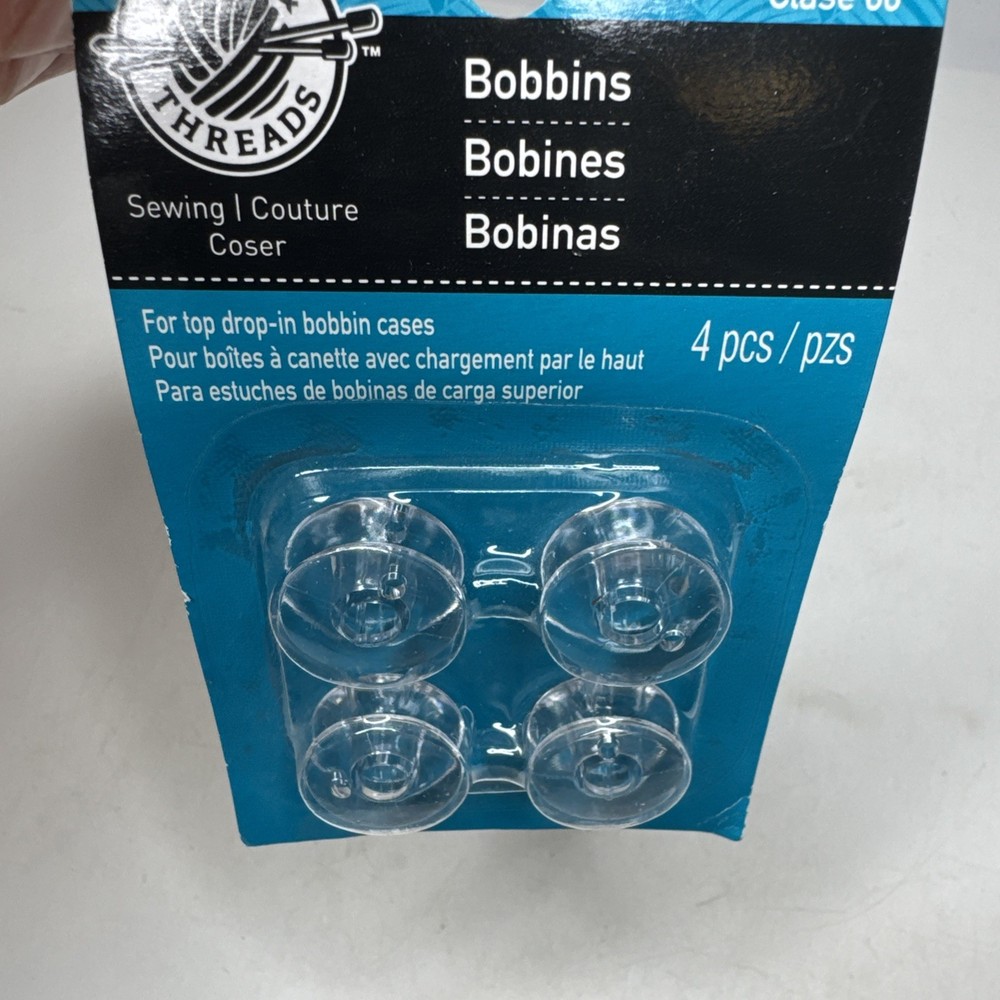 THREADS
TM
Sewing | Couture
Coser
Bobbins
Bobines
Bobinas
For top drop-in bobbin cases
Pour boîtes à canette avec chargement par le haut
Para estuches de bobinas de carga superior
4 pcs / pzs